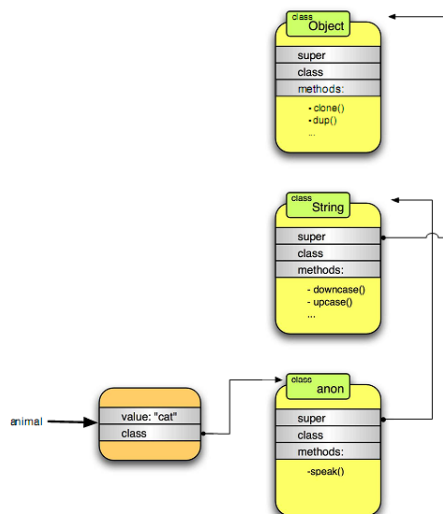 class
Object
super
class
methods:
• clone()
• dup()
...
class
String
super
class
methods:
- downcase()
- upcase()
...
class
anon
super
class
methods:
-speak()
animal
value: "cat"
class